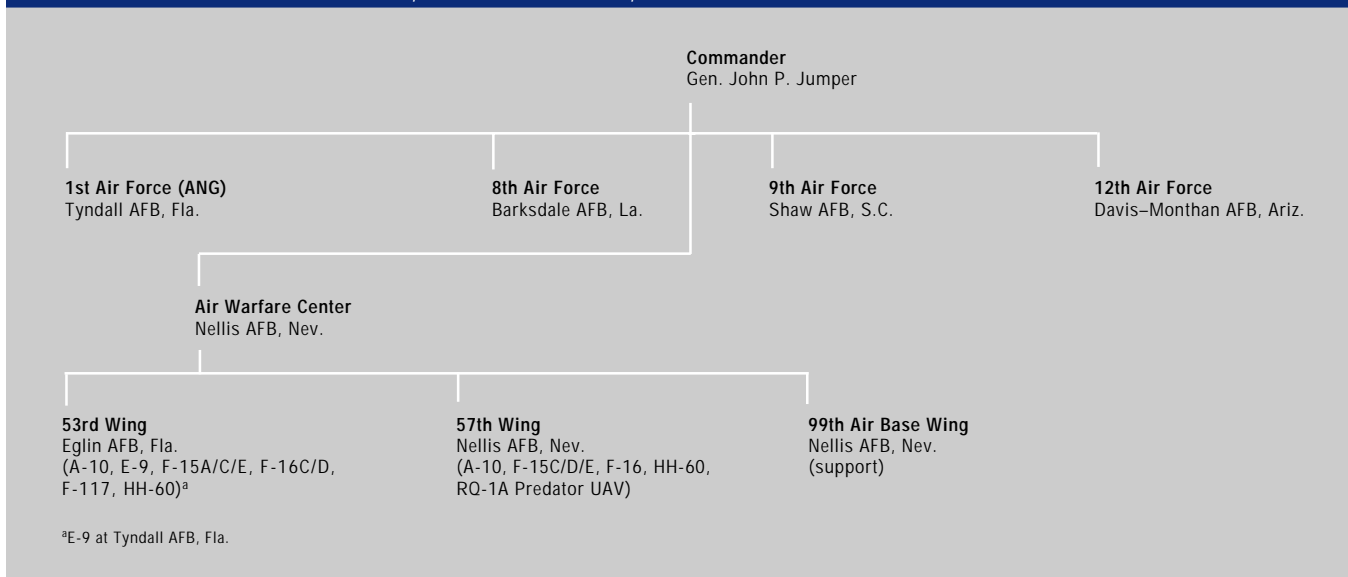 Commander
Gen. John P. Jumper
1st Air Force (ANG)
Tyndall AFB, Fla.
8th Air Force
Barksdale AFB, La.
9th Air Force
Shaw AFB, S.C.
12th Air Force
Davis–Monthan AFB, Ariz.
Air Warfare Center
Nellis AFB, Nev.
53rd Wing
Eglin AFB, Fla.
(A-10, E-9, F-15A/C/E, F-16C/D,
F-117, HH-60)ᵃ
57th Wing
Nellis AFB, Nev.
(A-10, F-15C/D/E, F-16, HH-60,
RQ-1A Predator UAV)
99th Air Base Wing
Nellis AFB, Nev.
(support)
ᵃE-9 at Tyndall AFB, Fla.